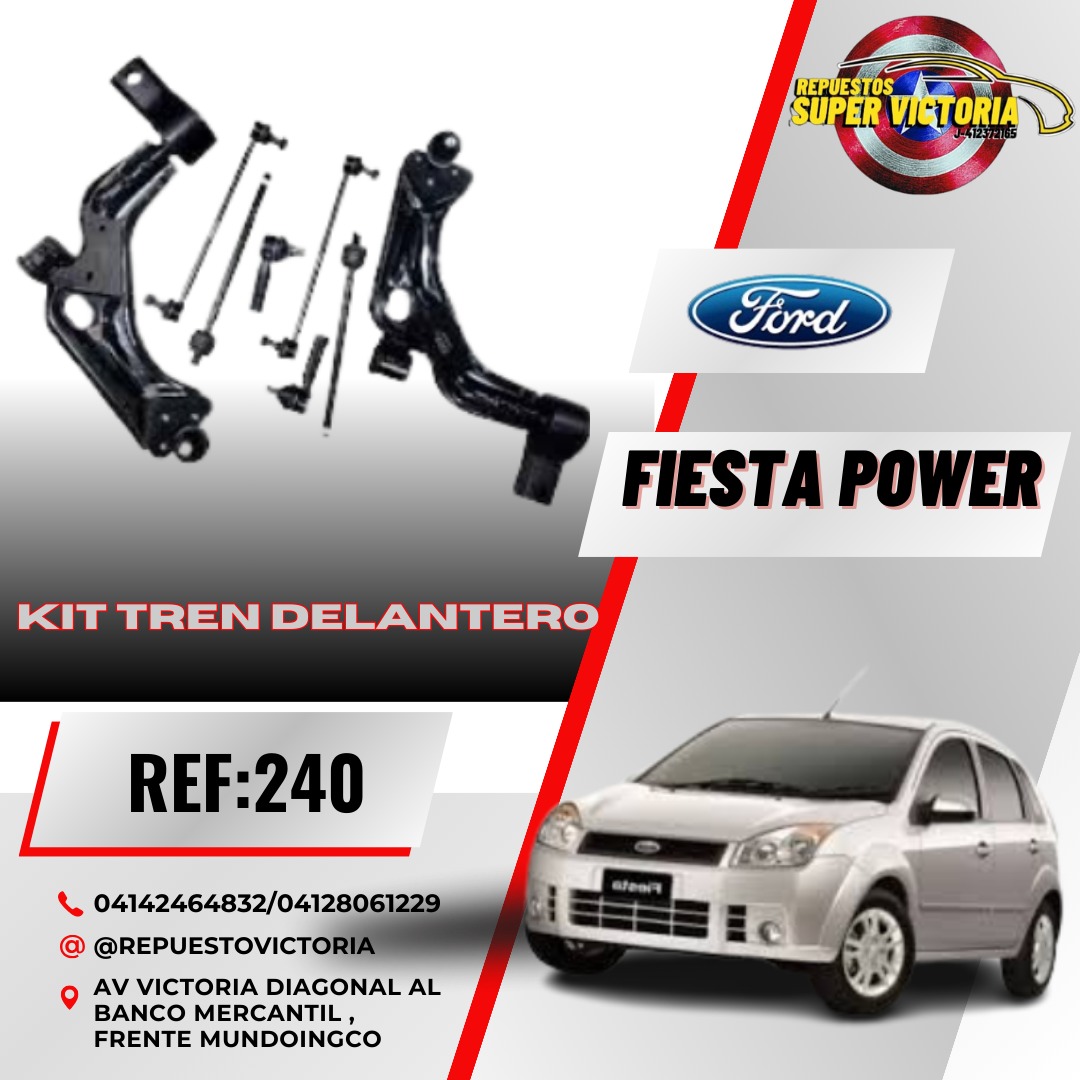 REPUESTOS
SUPER VICTORIA
J-412372165
Ford
FIESTA POWER
KIT TREN DELANTERO
REF:240
04142464832/04128061229
@REPUESTOVICTORIA
AV VICTORIA DIAGONAL AL
BANCO MERCANTIL ,
FRENTE MUNDOINGCO
Fiesta